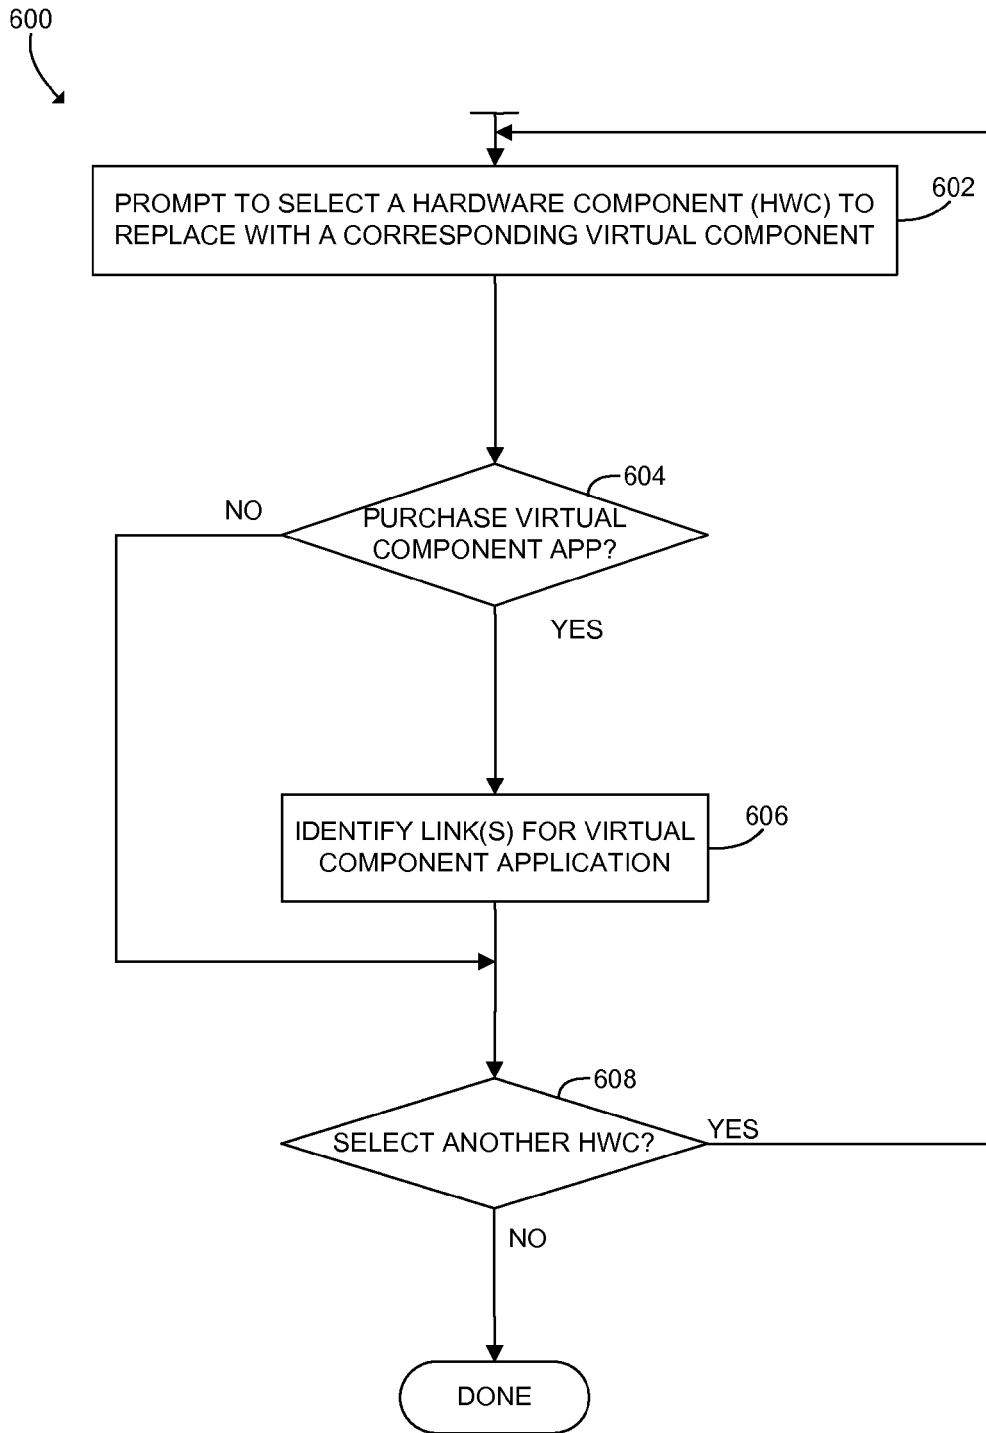 600
PROMPT TO SELECT A HARDWARE COMPONENT (HWC) TO
REPLACE WITH A CORRESPONDING VIRTUAL COMPONENT
602
604
NO
PURCHASE VIRTUAL
COMPONENT APP?
YES
IDENTIFY LINK(S) FOR VIRTUAL
COMPONENT APPLICATION
606
608
SELECT ANOTHER HWC?
YES
NO
DONE